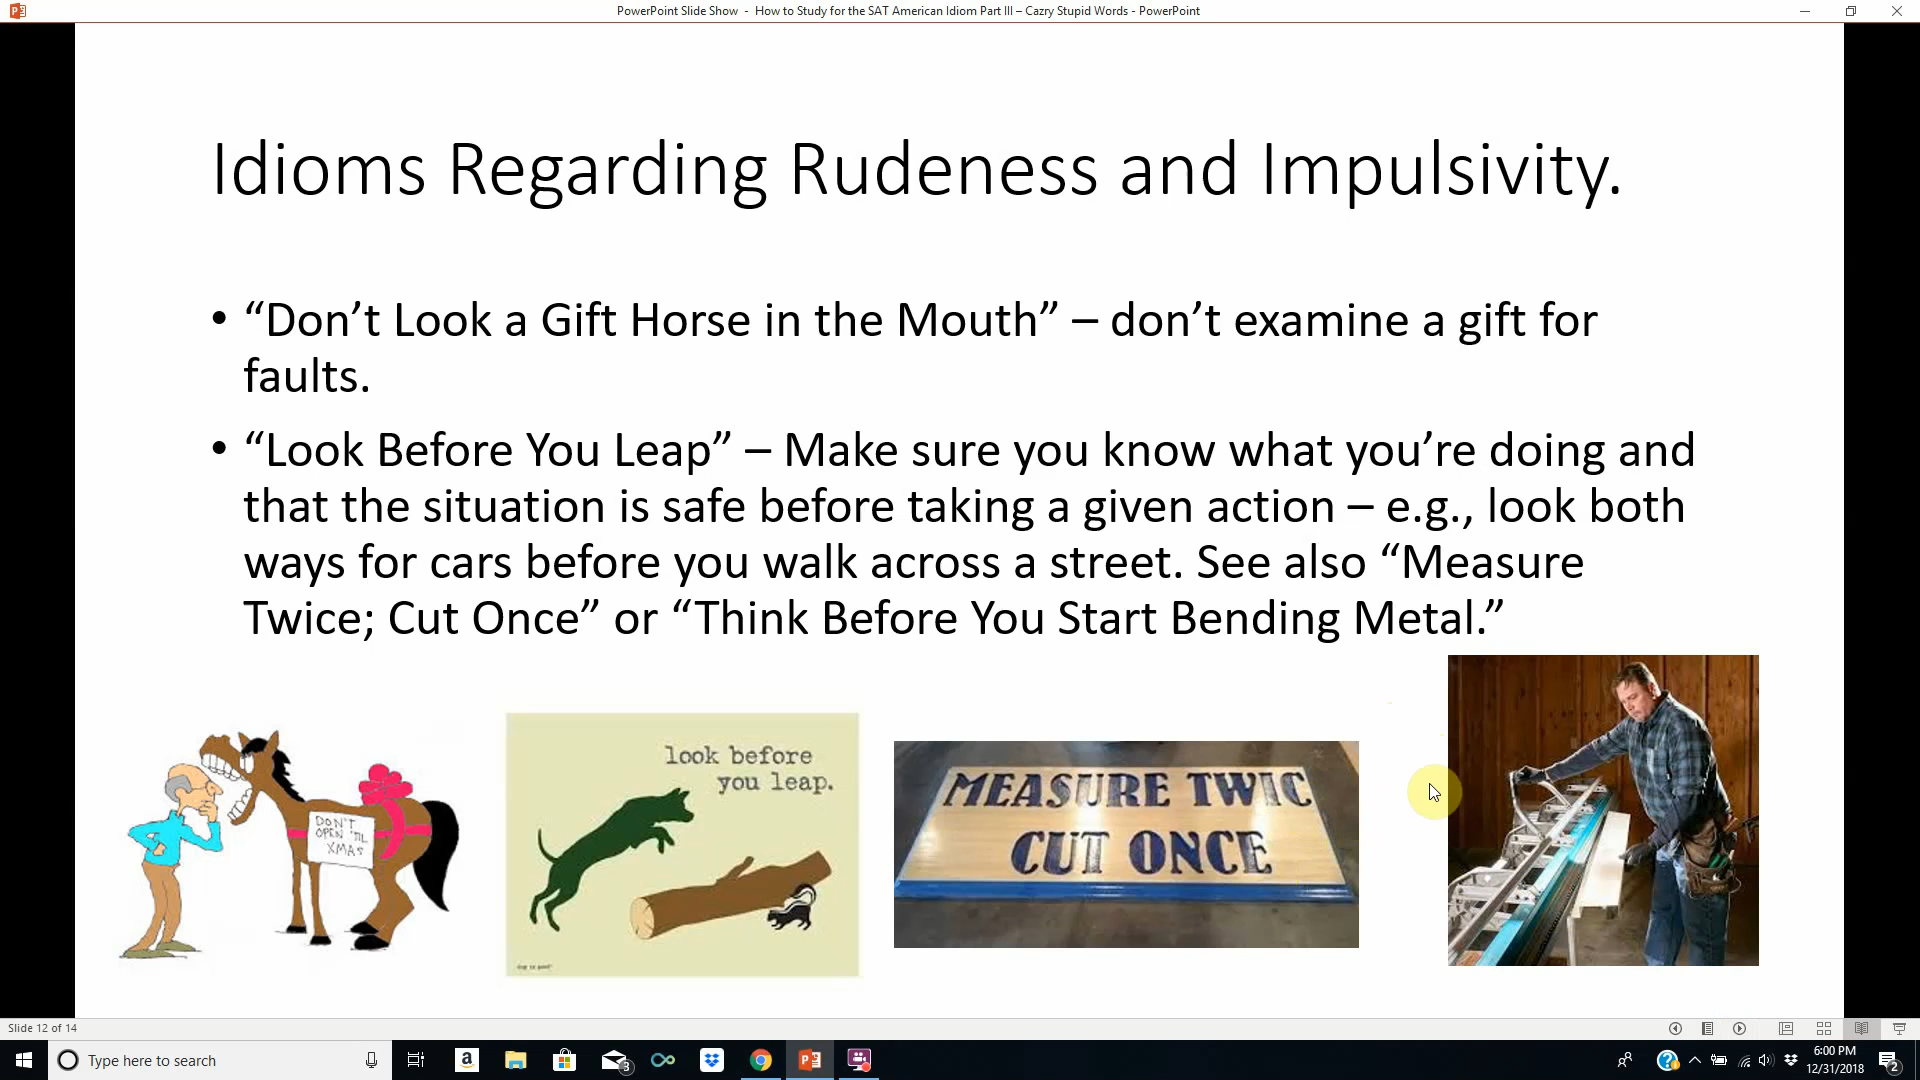 PowerPoint Slide Show - How to Study for the SAT American Idiom Part III – Cazry Stupid Words - PowerPoint
Idioms Regarding Rudeness and Impulsivity.
• “Don’t Look a Gift Horse in the Mouth” – don’t examine a gift for
faults.
• “Look Before You Leap” – Make sure you know what you’re doing and
that the situation is safe before taking a given action – e.g., look both
ways for cars before you walk across a street. See also “Measure
Twice; Cut Once” or “Think Before You Start Bending Metal.”
DON'T
OPEN 'TIL
XMAS
look before
you leap.
MEASURE TWIC
CUT ONCE
Slide 12 of 14
Type here to search
a
3
6:00 PM
12/31/2018
2